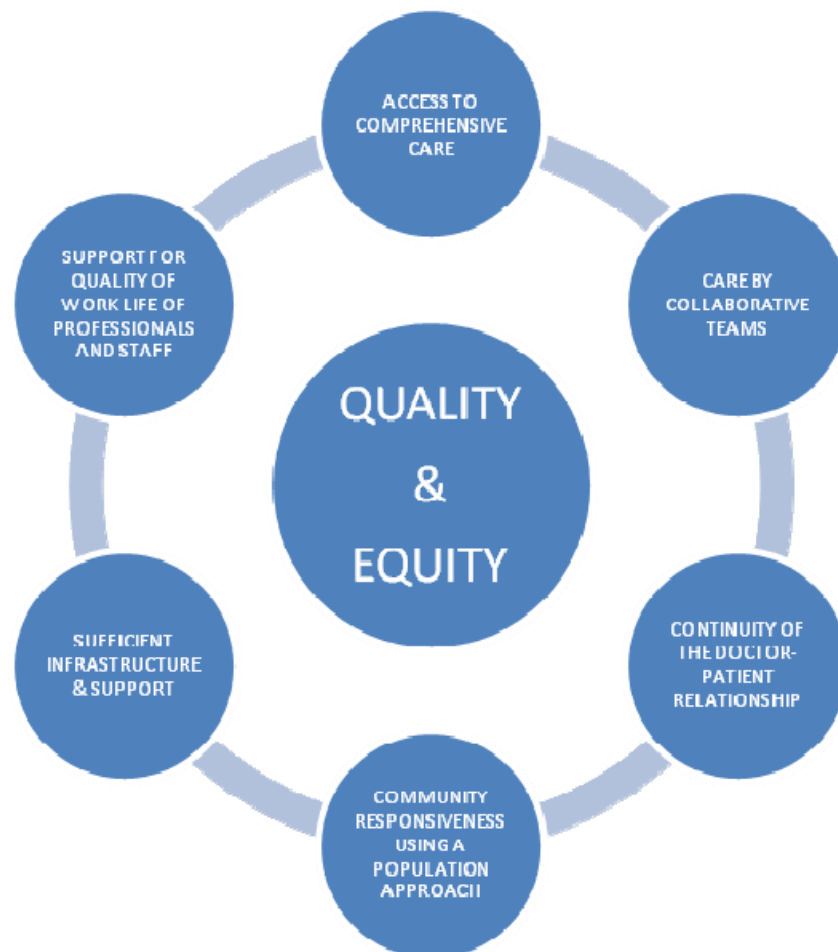 ACCESS TO
COMPREHENSIVE
CARE
CARE BY
COLLABORATIVE
TEAMS
CONTINUITY OF
THE DOCTOR-
PATIENT
RELATIONSHIP
COMMUNITY
RESPONSIVENESS
USING A
POPULATION
APPROACH
SUFFICIENT
INFRASTRUCTURE
& SUPPORT
SUPPORT FOR
QUALITY OF
WORK LIFE OF
PROFESSIONALS
AND STAFF
QUALITY
&
EQUITY